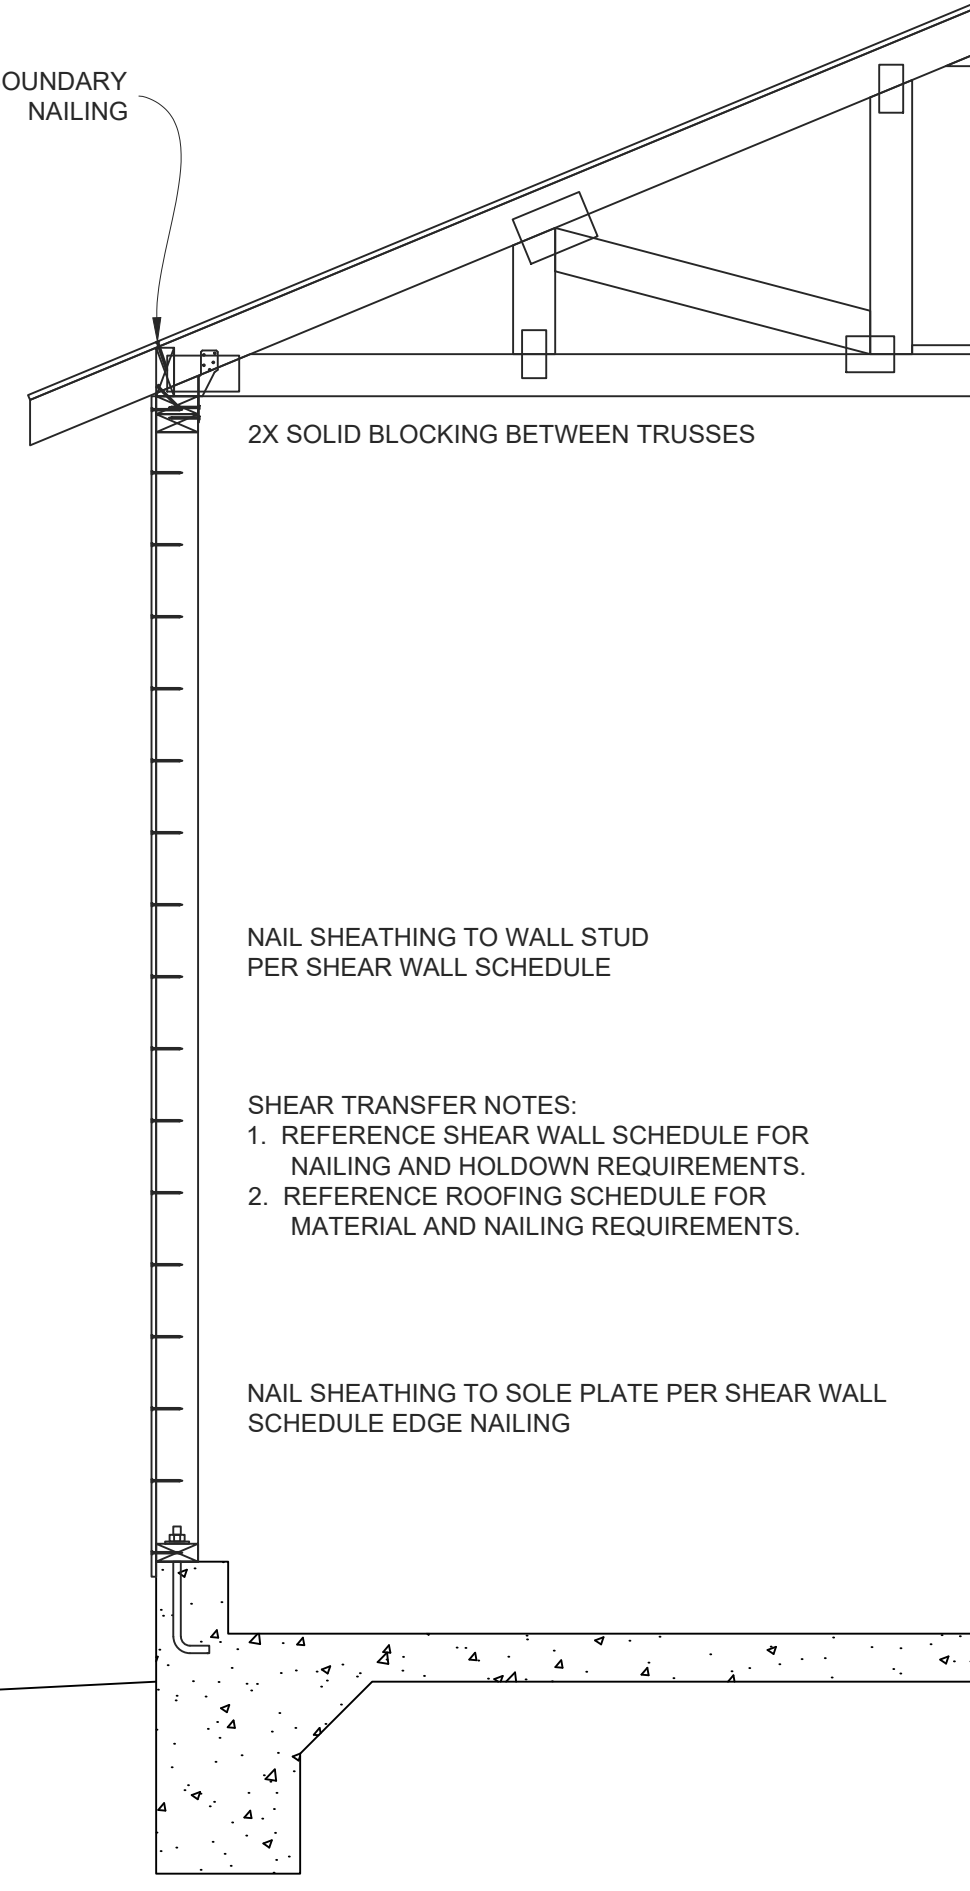 OUNDARY
NAILING
2X SOLID BLOCKING BETWEEN TRUSSES
NAIL SHEATHING TO WALL STUD
PER SHEAR WALL SCHEDULE
SHEAR TRANSFER NOTES:
1. REFERENCE SHEAR WALL SCHEDULE FOR
NAILING AND HOLDOWN REQUIREMENTS.
2. REFERENCE ROOFING SCHEDULE FOR
MATERIAL AND NAILING REQUIREMENTS.
NAIL SHEATHING TO SOLE PLATE PER SHEAR WALL
SCHEDULE EDGE NAILING